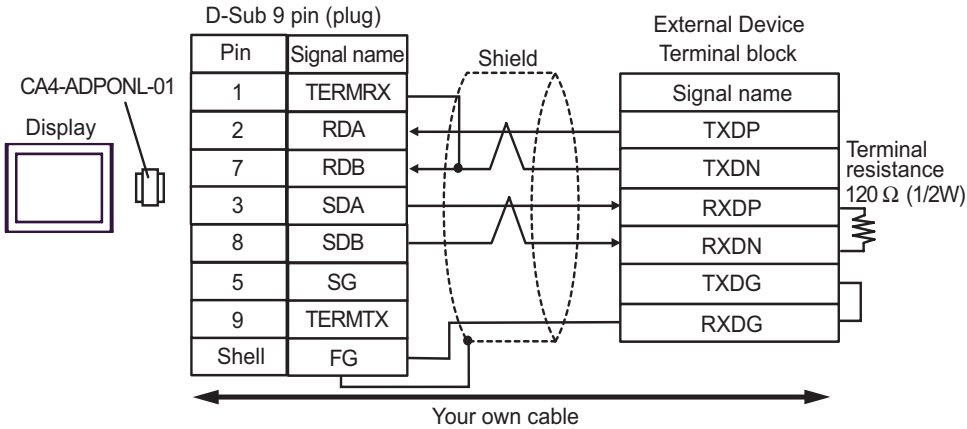 D-Sub 9 pin (plug)
External Device
Terminal block
Pin Signal name
Shield
CA4-ADPONL-01
Display
1 TERMRX
2 RDA
7 RDB
3 SDA
8 SDB
5 SG
9 TERMTX
Shell FG
Signal name
TXDP
TXDN
RXDP
RXDN
TXDG
RXDG
Terminal
resistance
120 Ω (1/2W)
Your own cable